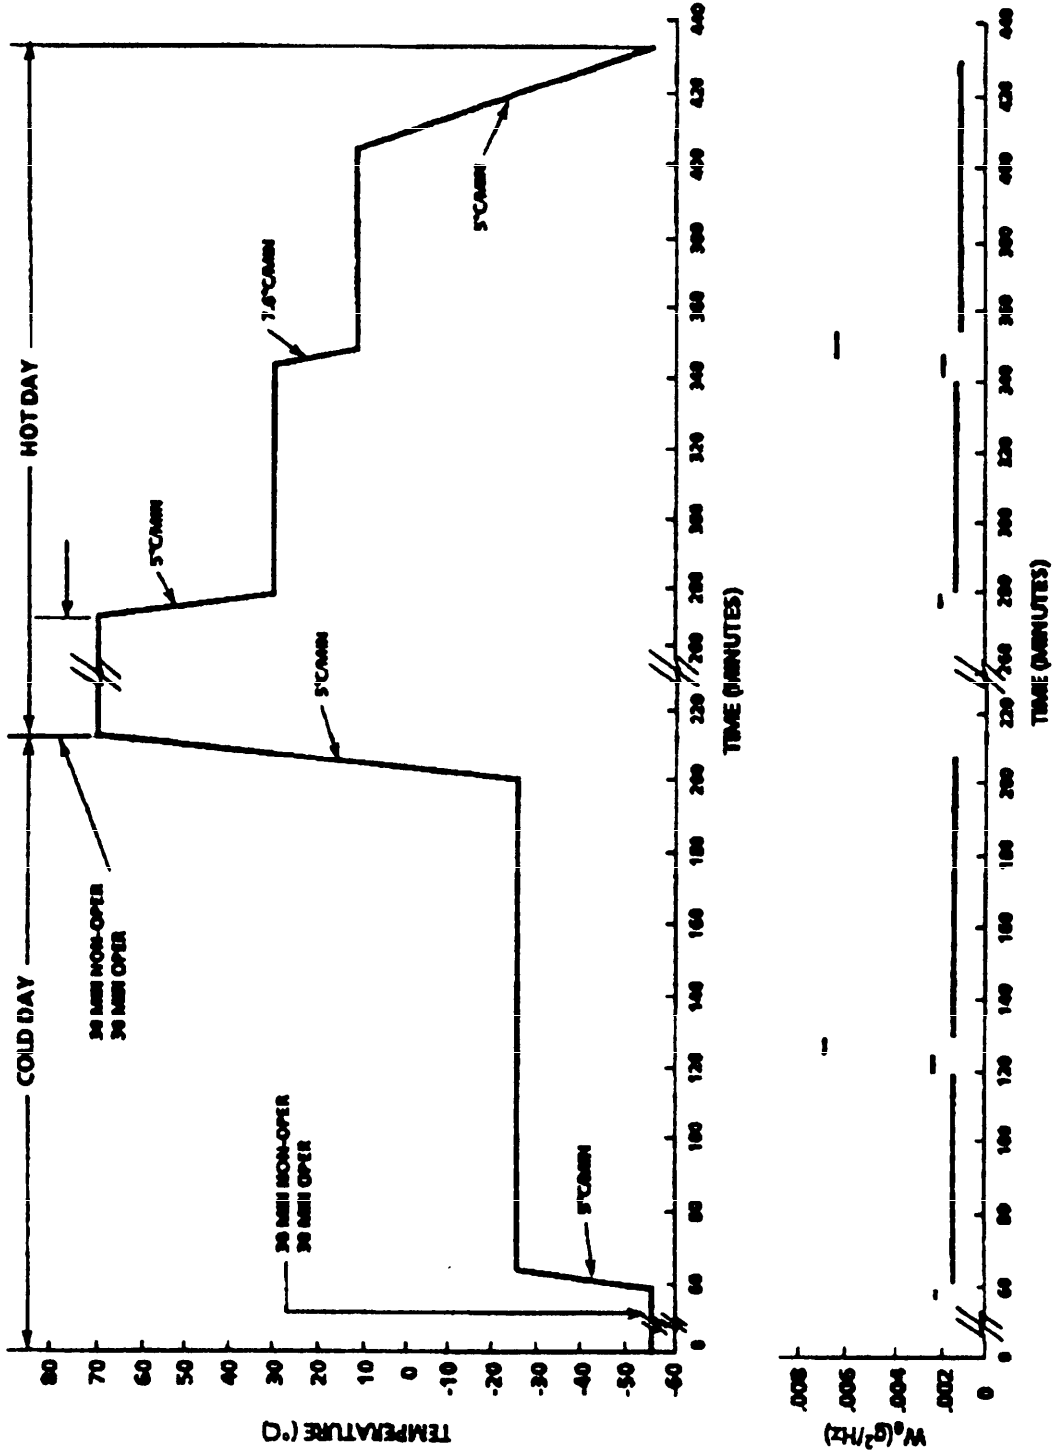 COLD DAY
HOT DAY
30 MIN NON-OPER
30 MIN OPER
30 MIN NON-OPER
30 MIN OPER
5°C/MIN
5°C/MIN
5°C/MIN
7.6°C/MIN
5°C/MIN
TEMPERATURE (°C)
80
70
60
50
40
30
20
10
0
-10
-20
-30
-40
-50
-60
0 60 80 100 120 140 160 180 200 220 260 280 300 320 340 360 380 400 420 440
TIME (MINUTES)
W₀(g²/Hz)
.008
.006
.004
.002
0
0 60 80 100 120 140 160 180 200 220 260 280 300 320 340 360 380 400 420 440
TIME (MINUTES)